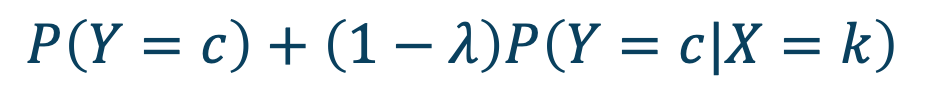 P(Y = c) + (1 − λ)P(Y = c|X = k)